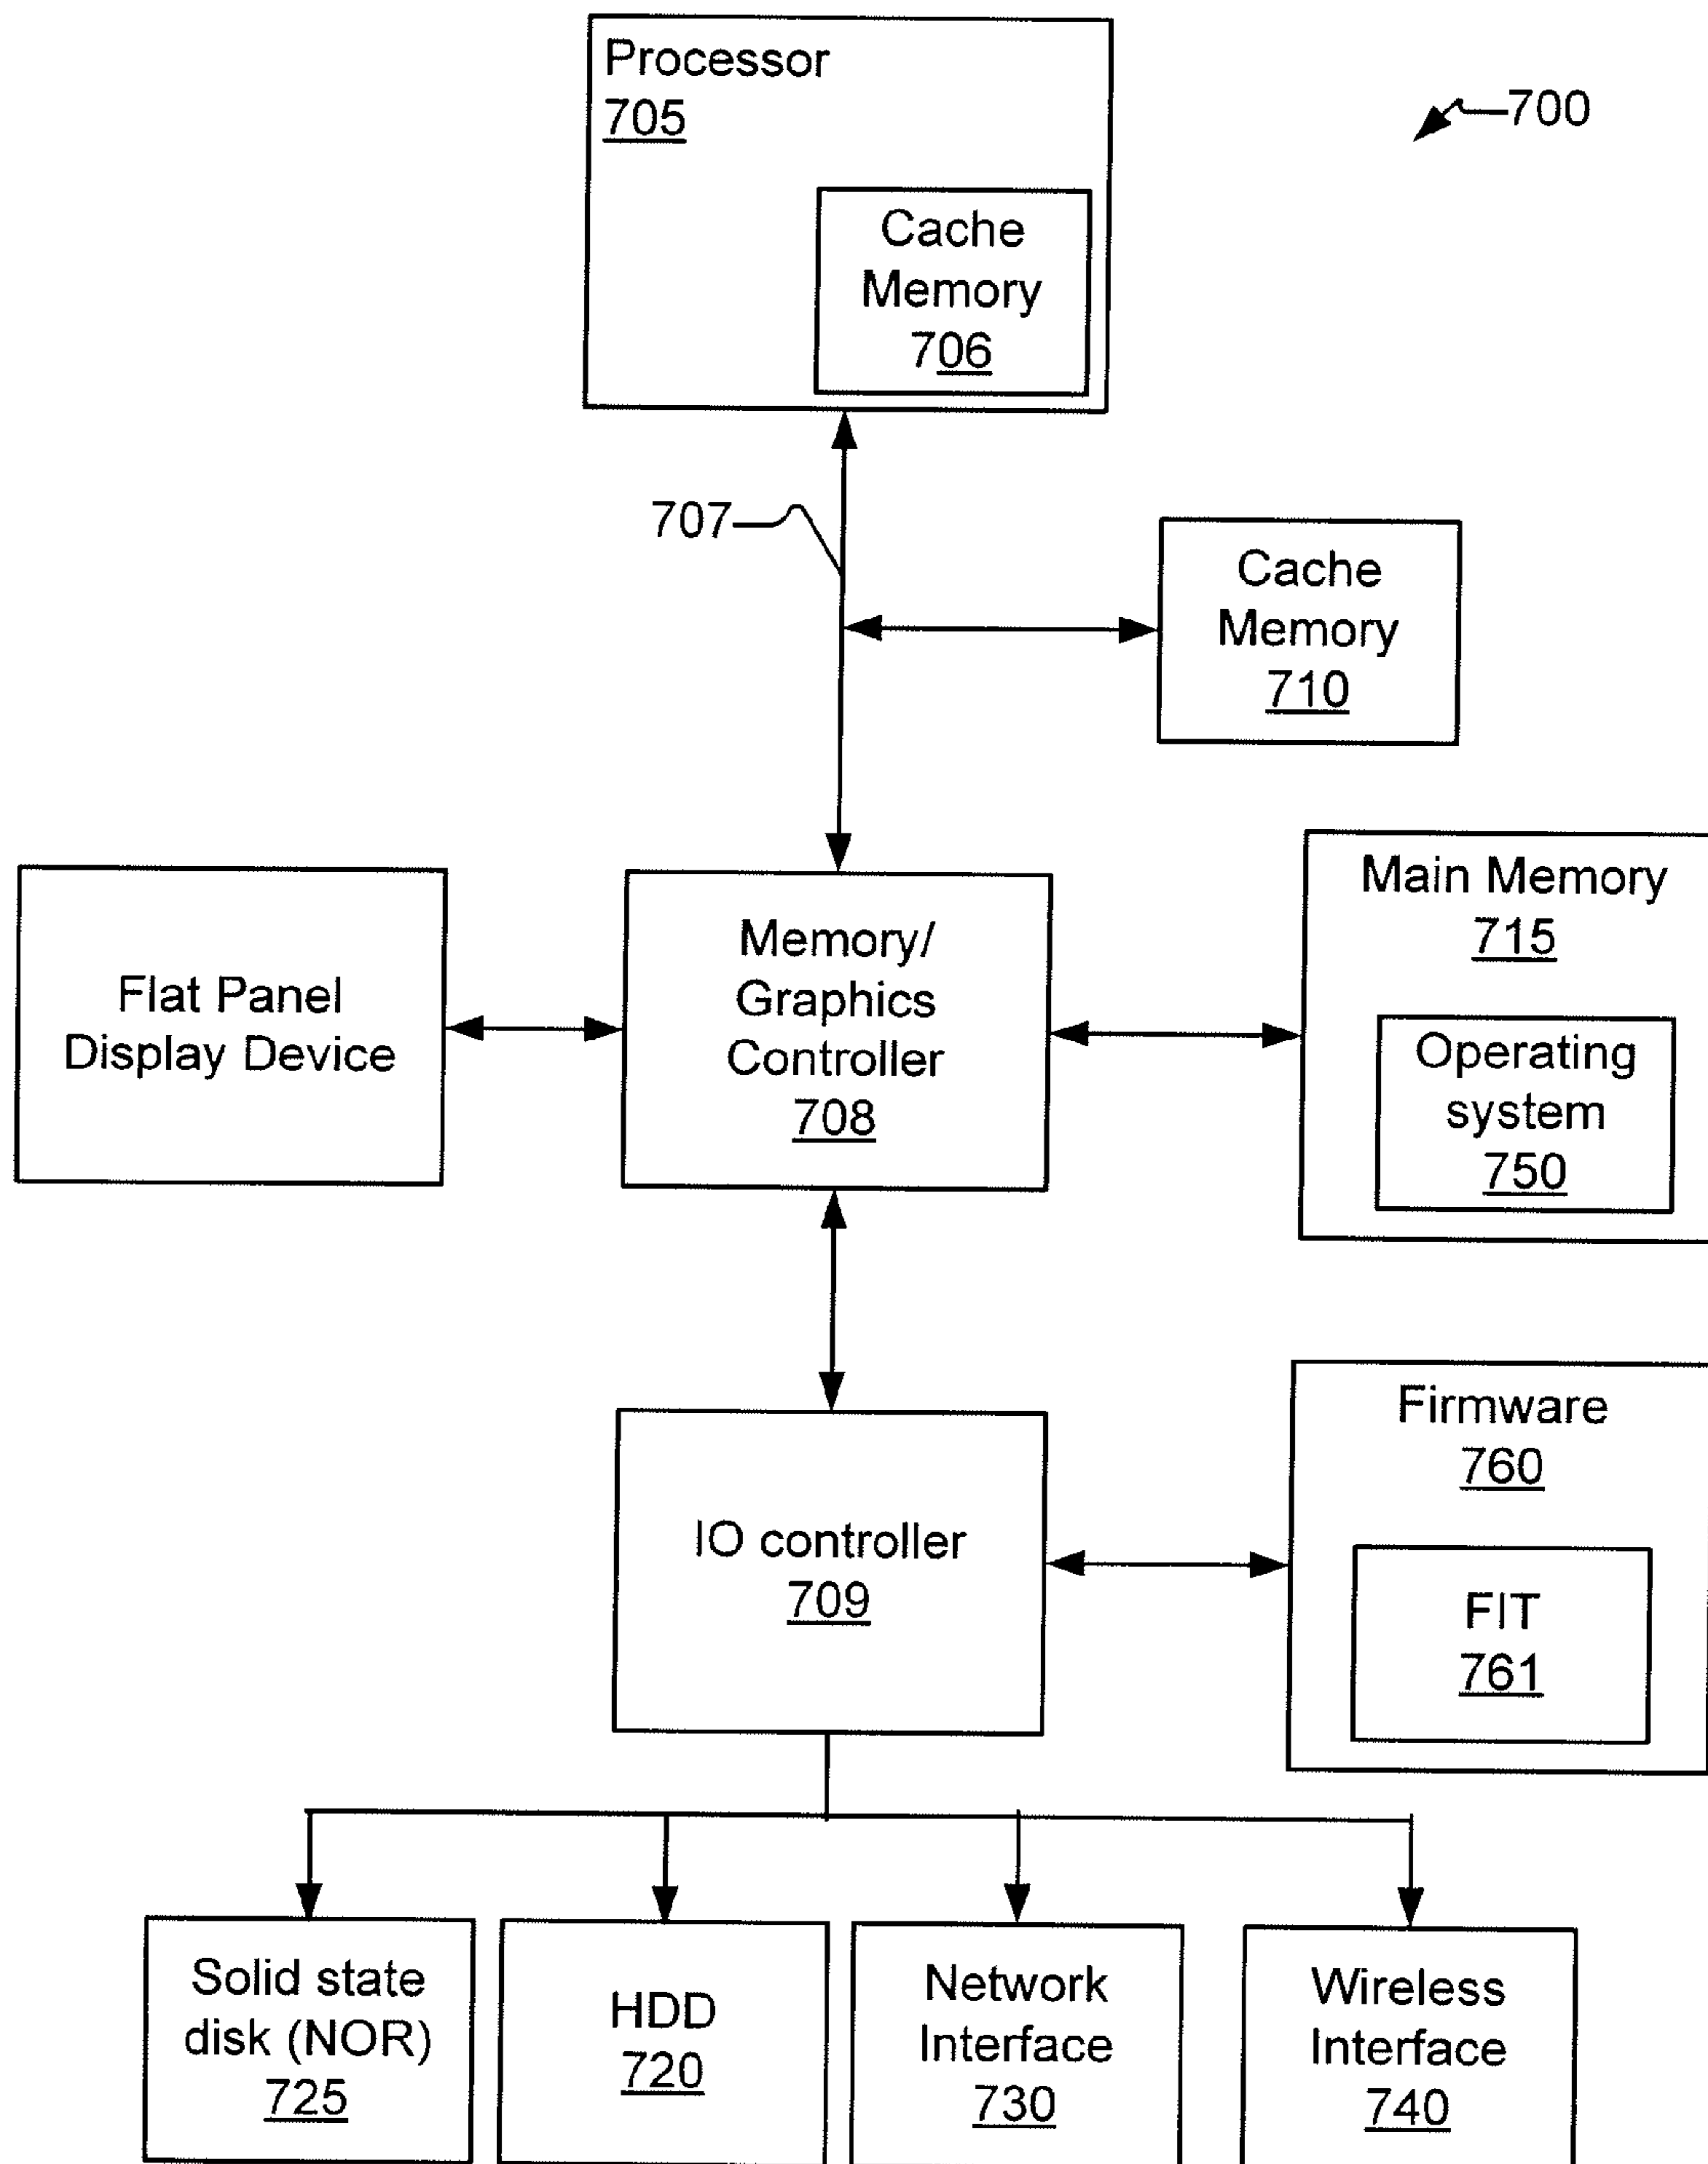 Processor
705
700
Cache
Memory
706
707
Cache
Memory
710
Main Memory
715
Operating
system
750
Flat Panel
Display Device
Memory/
Graphics
Controller
708
Firmware
760
FIT
761
IO controller
709
Solid state
disk (NOR)
725
HDD
720
Network
Interface
730
Wireless
Interface
740